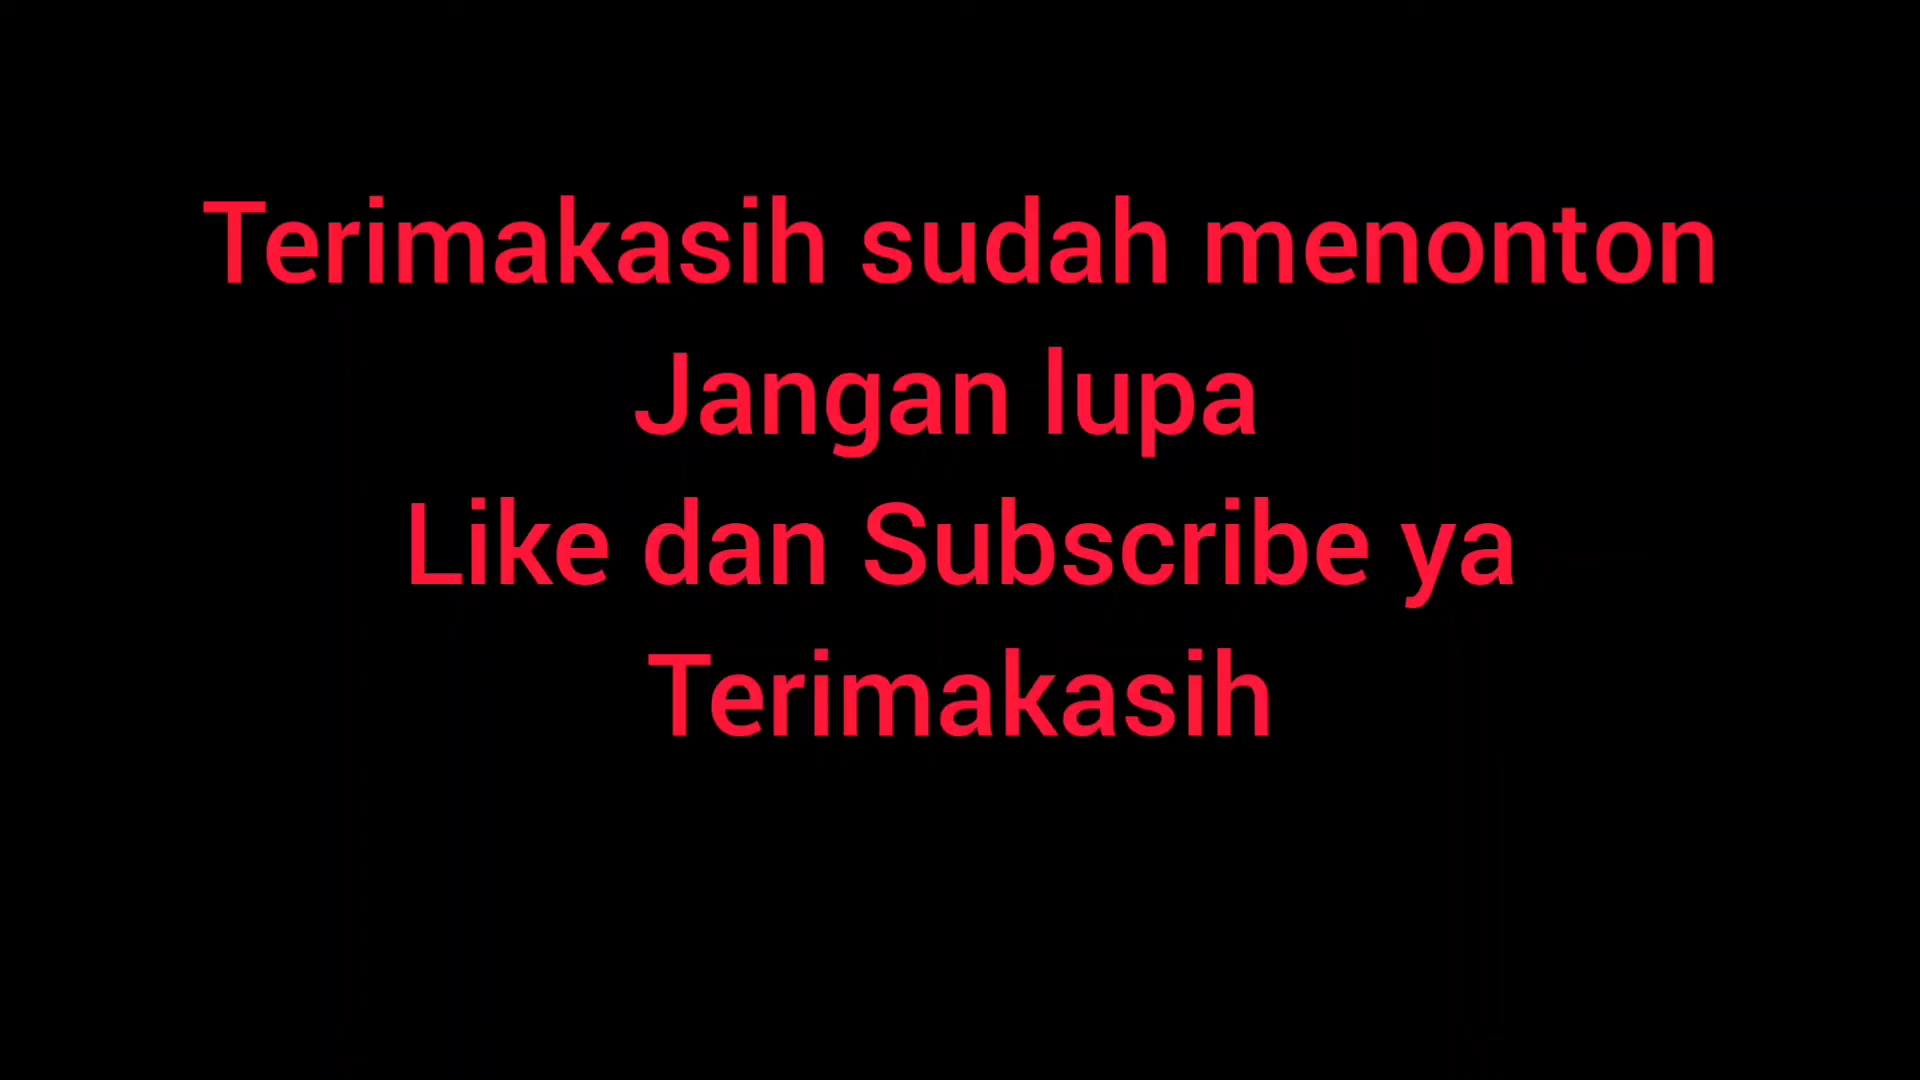 Terimakasih sudah menonton
Jangan lupa
Like dan Subscribe ya
Terimakasih